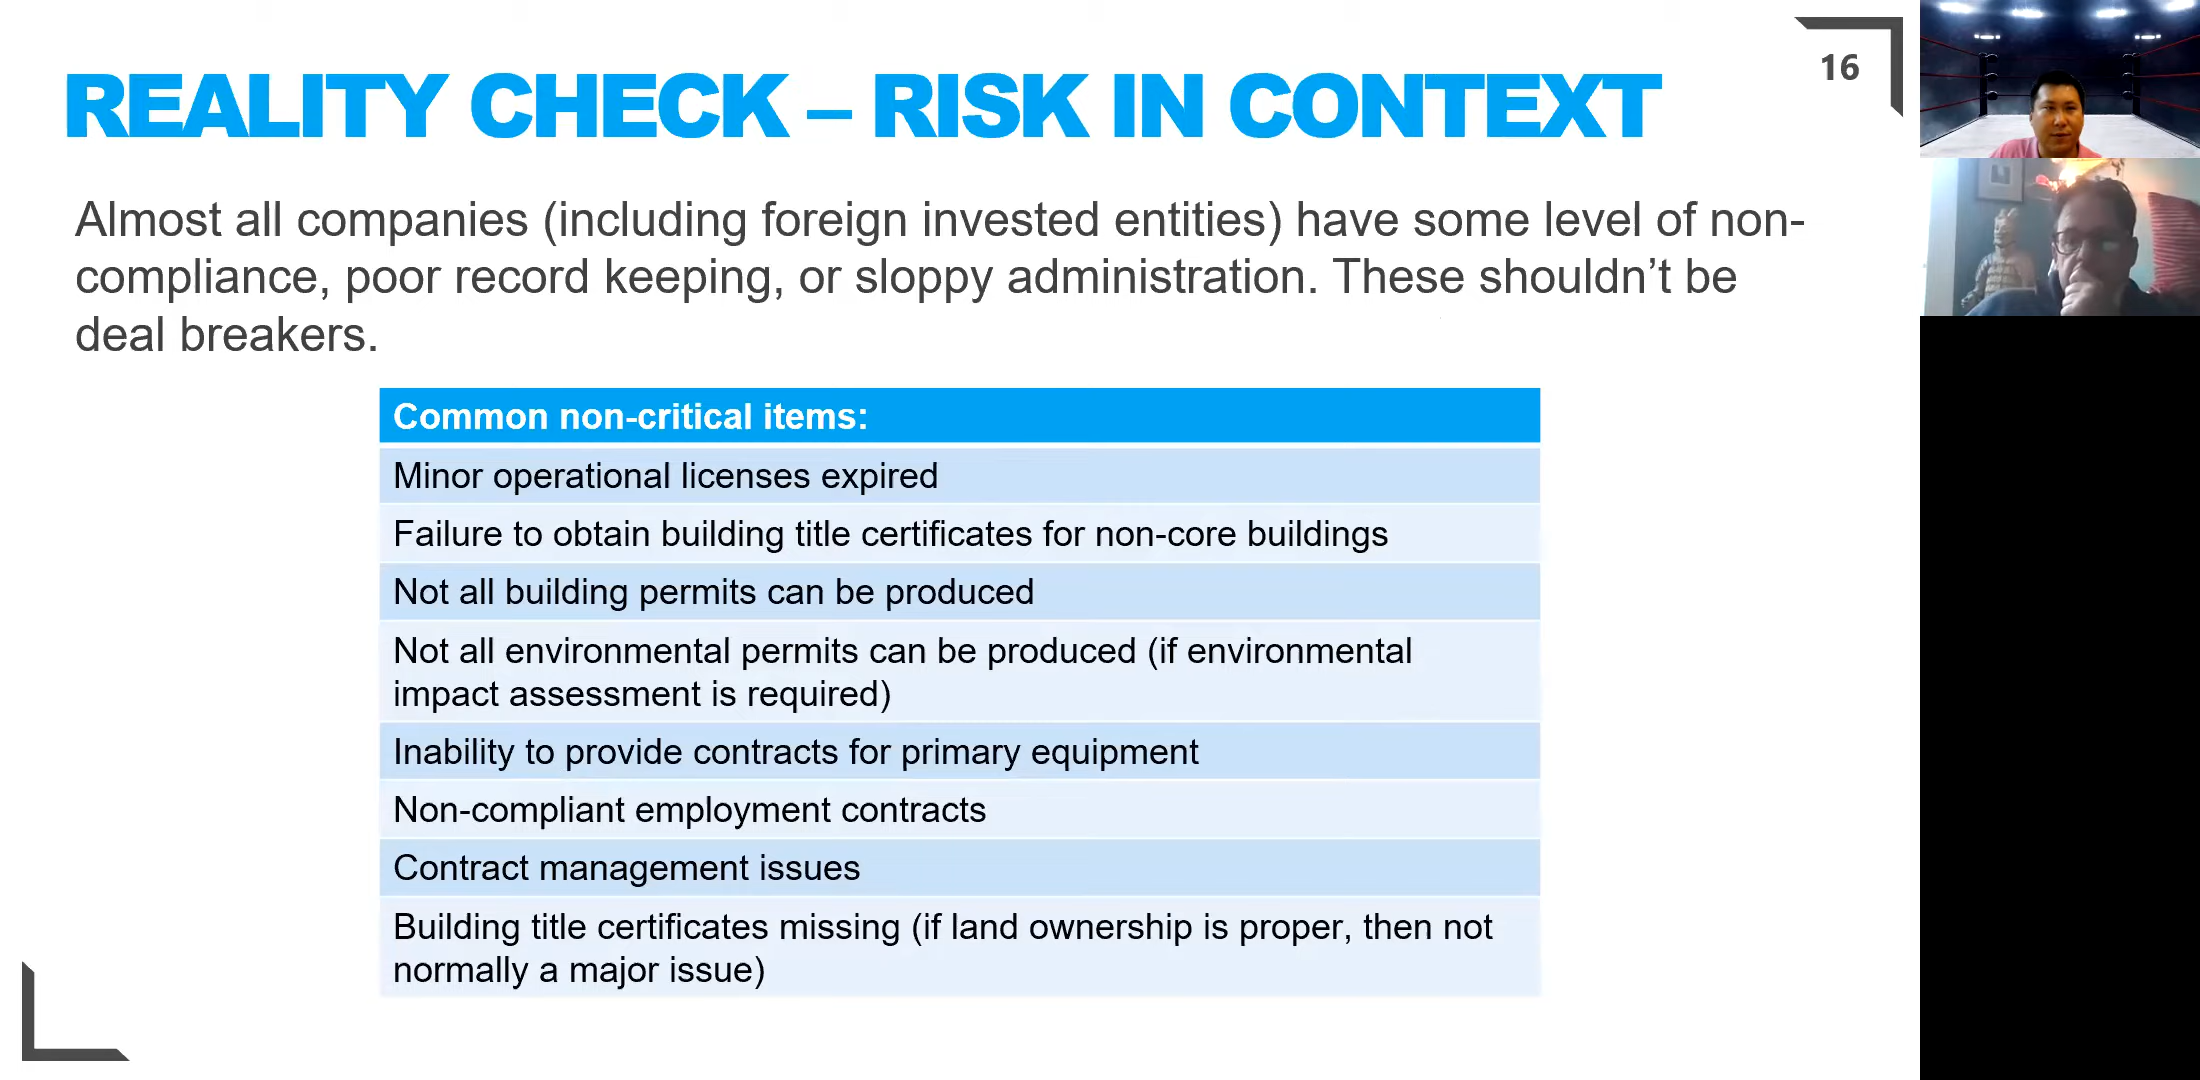 REALITY CHECK – RISK IN CONTEXT
16
Almost all companies (including foreign invested entities) have some level of non-
compliance, poor record keeping, or sloppy administration. These shouldn’t be
deal breakers.
Common non-critical items:
Minor operational licenses expired
Failure to obtain building title certificates for non-core buildings
Not all building permits can be produced
Not all environmental permits can be produced (if environmental
impact assessment is required)
Inability to provide contracts for primary equipment
Non-compliant employment contracts
Contract management issues
Building title certificates missing (if land ownership is proper, then not
normally a major issue)